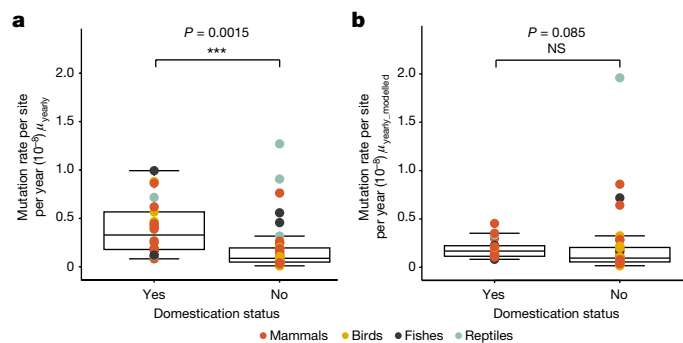 a
P = 0.0015
***
Mutation rate per site
per year (10⁻⁸) μyearly
2.0
1.5
1.0
0.5
0
Yes
No
Domestication status
b
P = 0.085
NS
Mutation rate per site
per year (10⁻⁸) μyearly_modelled
2.0
1.5
1.0
0.5
0
Yes
No
Domestication status
Mammals Birds Fishes Reptiles